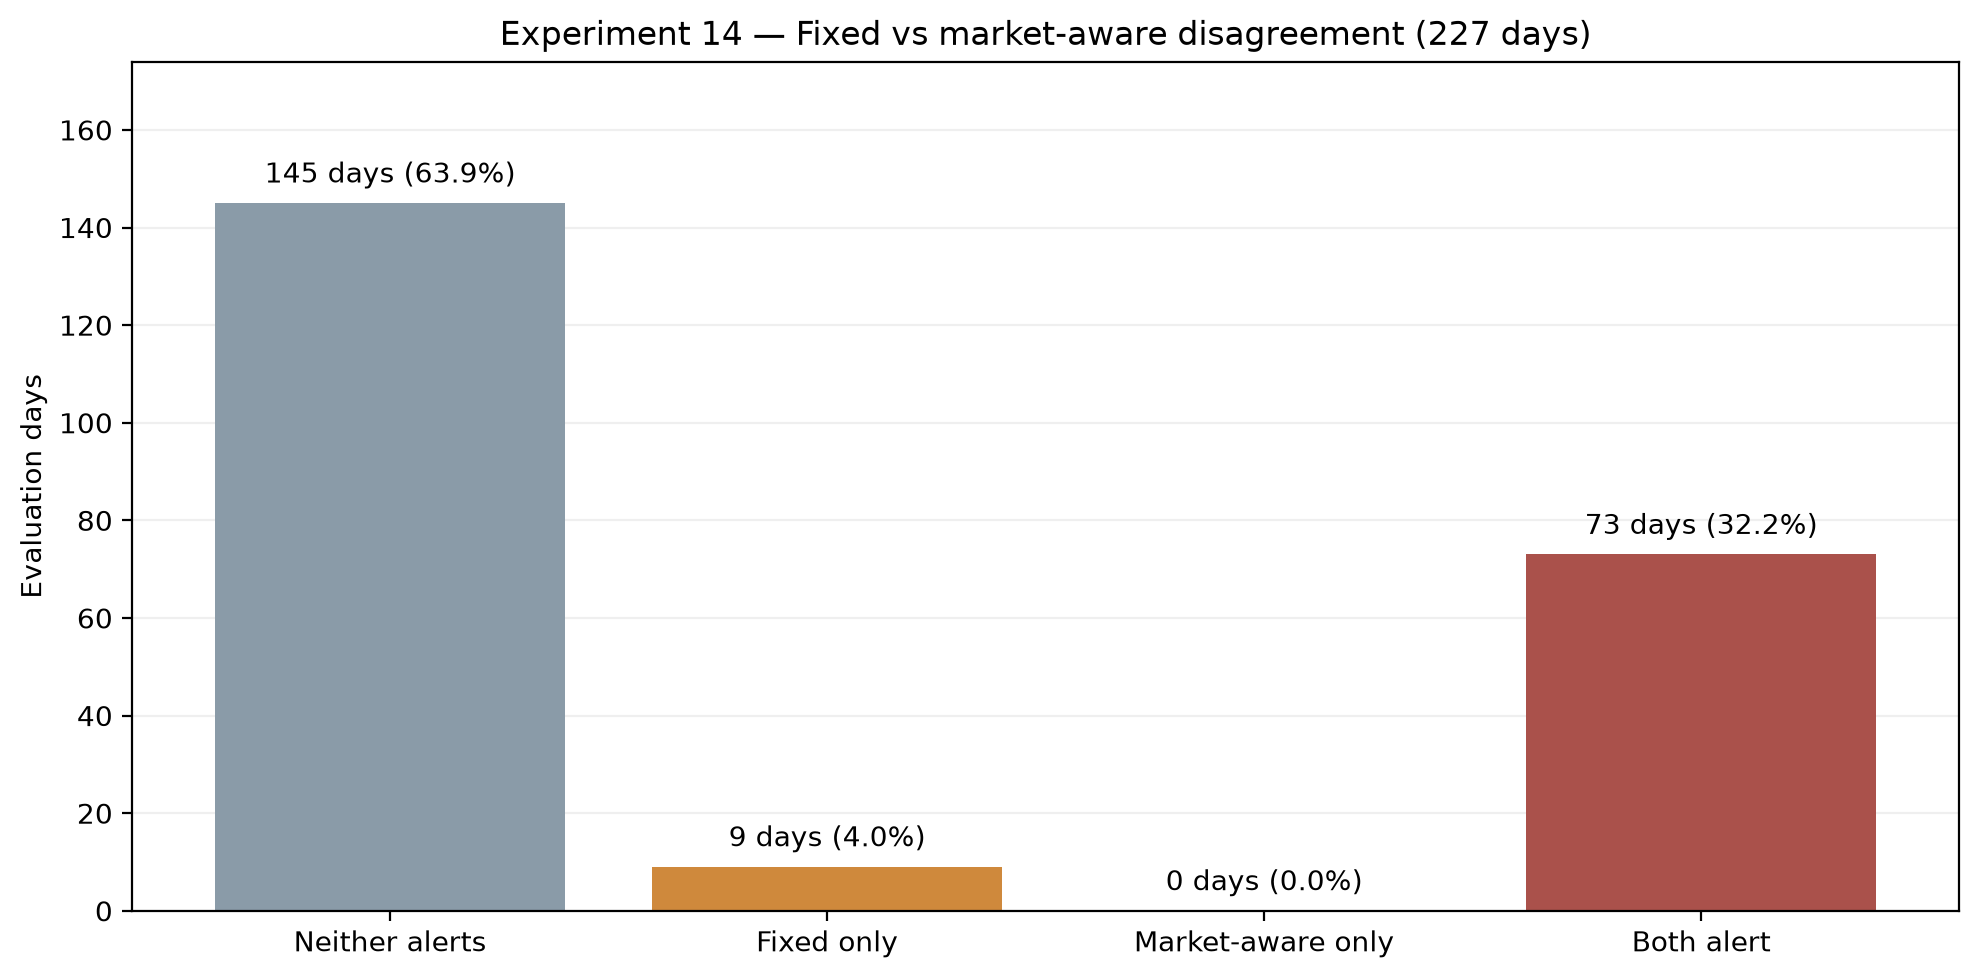 Experiment 14 — Fixed vs market-aware disagreement (227 days)
Evaluation days
160
140
120
100
80
60
40
20
0
145 days (63.9%)
9 days (4.0%)
0 days (0.0%)
73 days (32.2%)
Neither alerts
Fixed only
Market-aware only
Both alert